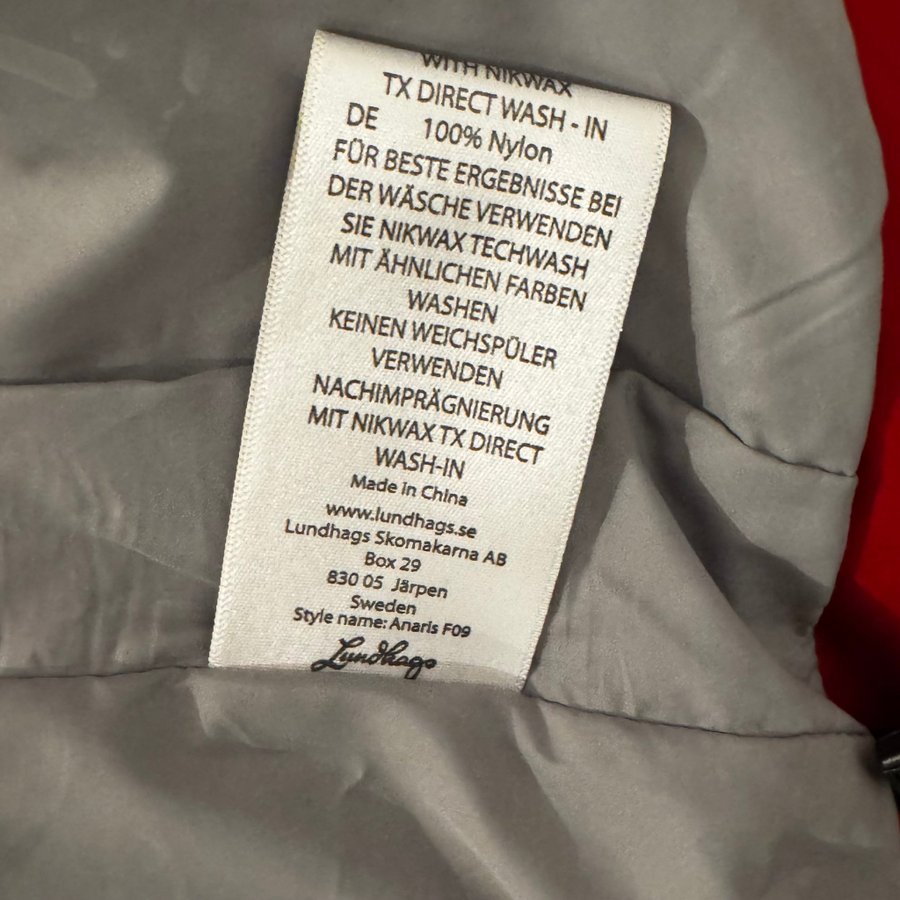 WITH NIKWAX
TX DIRECT WASH - IN
DE 100% Nylon
FÜR BESTE ERGEBNISSE BEI
DER WÄSCHE VERWENDEN
SIE NIKWAX TECHWASH
MIT ÄHNLICHEN FARBEN
WASHEN
KEINEN WEICHSPÜLER
VERWENDEN
NACHIMPRÄGNIERUNG
MIT NIKWAX TX DIRECT
WASH-IN
Made in China
www.lundhags.se
Lundhags Skomakarna AB
Box 29
830 05 Järpen
Sweden
Style name: Anaris F09
Lundhags